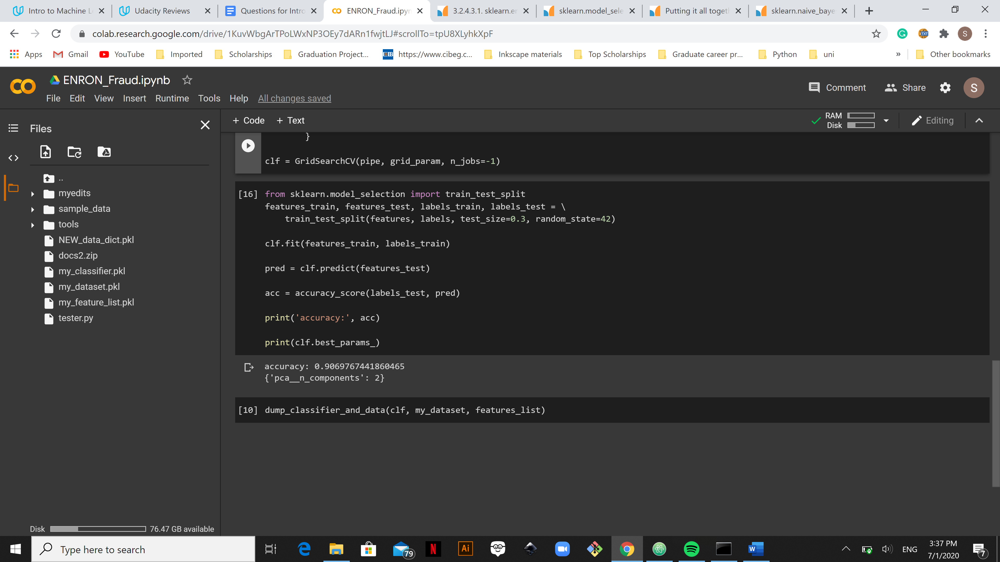 Intro to Machine L
Udacity Reviews
Questions for Intro
ENRON_Fraud.ipyn
3.2.4.3.1. sklearn.er
sklearn.model_sele
Putting it all togeth
sklearn.naive_baye
colab.research.google.com/drive/1KuvWbgArTPoLWxNP3OEy7dARn1fwjtLJ#scrollTo=tpU8XLyhkXpF
S
Apps
Gmail
YouTube
Imported
Scholarships
Graduation Project...
CIB
https://www.cibeg.c...
Inkscape materials
Top Scholarships
Graduate career pr...
Python
uni
»
Other bookmarks
ENRON_Fraud.ipynb
Comment
Share
S
File Edit View Insert Runtime Tools Help All changes saved
Files
+ Code + Text
RAM
Disk
Editing
..
myedits
sample_data
tools
NEW_data_dict.pkl
docs2.zip
my_classifier.pkl
my_dataset.pkl
my_feature_list.pkl
tester.py
Disk 76.47 GB available
}
clf = GridSearchCV(pipe, grid_param, n_jobs=-1)
[16] from sklearn.model_selection import train_test_split
features_train, features_test, labels_train, labels_test = \
train_test_split(features, labels, test_size=0.3, random_state=42)
clf.fit(features_train, labels_train)
pred = clf.predict(features_test)
acc = accuracy_score(labels_test, pred)
print('accuracy:', acc)
print(clf.best_params_)
accuracy: 0.9069767441860465
{'pca__n_components': 2}
[10] dump_classifier_and_data(clf, my_dataset, features_list)
Type here to search
79
N
Ai
W
ENG
3:37 PM
7/1/2020
7